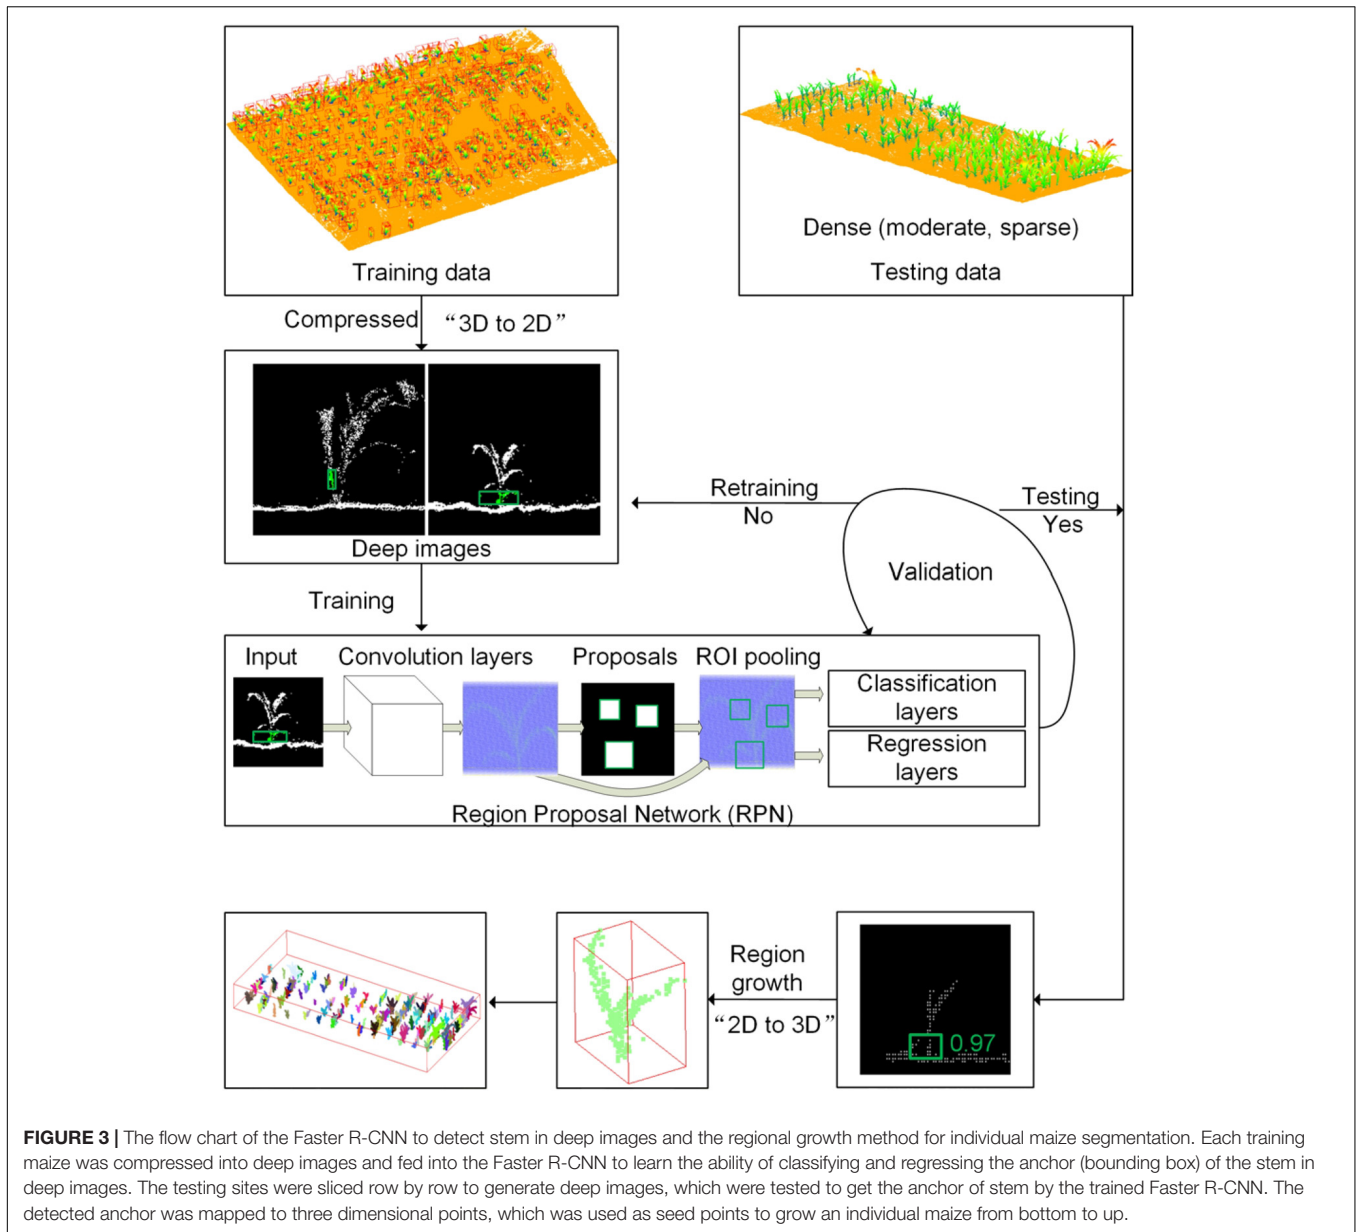 Training data
Dense (moderate, sparse)
Testing data
Compressed
“3D to 2D”
Deep images
Retraining
No
Testing
Yes
Validation
Training
Input
Convolution layers
Proposals
ROI pooling
Classification
layers
Regression
layers
Region Proposal Network (RPN)
Region
growth
“2D to 3D”
0.97
FIGURE 3 | The flow chart of the Faster R-CNN to detect stem in deep images and the regional growth method for individual maize segmentation. Each training
maize was compressed into deep images and fed into the Faster R-CNN to learn the ability of classifying and regressing the anchor (bounding box) of the stem in
deep images. The testing sites were sliced row by row to generate deep images, which were tested to get the anchor of stem by the trained Faster R-CNN. The
detected anchor was mapped to three dimensional points, which was used as seed points to grow an individual maize from bottom to up.